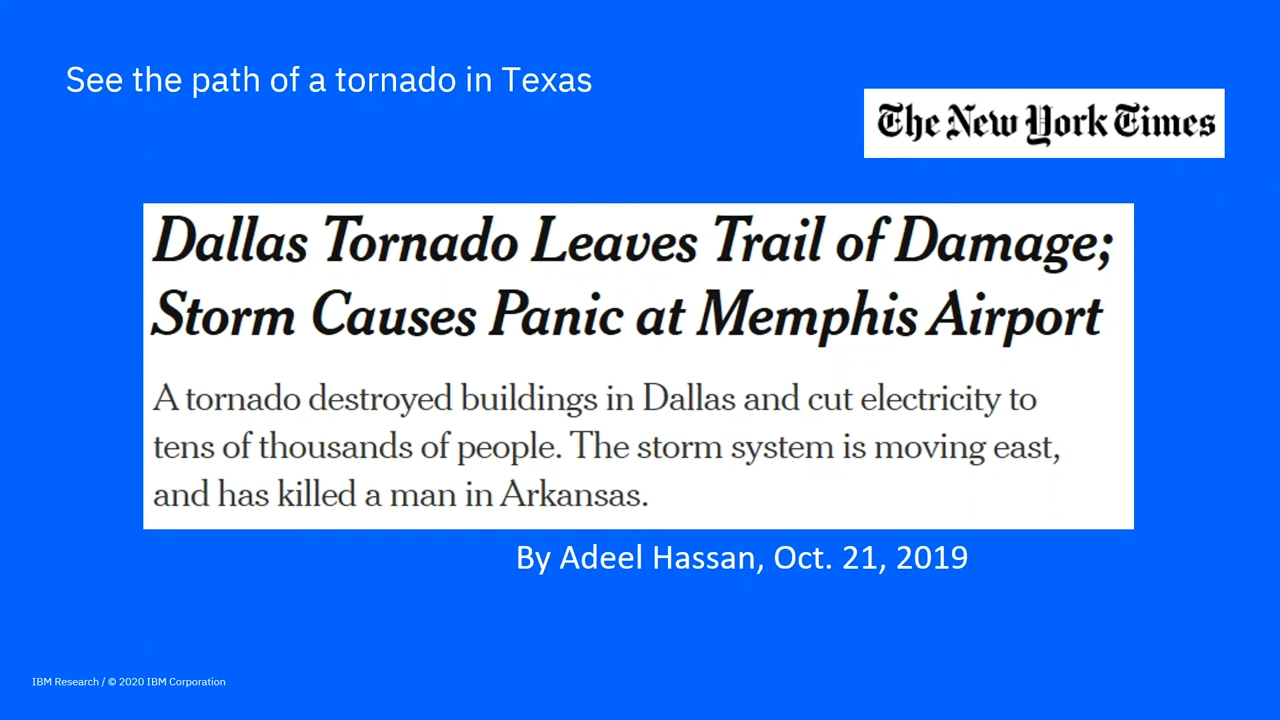 See the path of a tornado in Texas
The New York Times
Dallas Tornado Leaves Trail of Damage;
Storm Causes Panic at Memphis Airport
A tornado destroyed buildings in Dallas and cut electricity to
tens of thousands of people. The storm system is moving east,
and has killed a man in Arkansas.
By Adeel Hassan, Oct. 21, 2019
IBM Research / © 2020 IBM Corporation